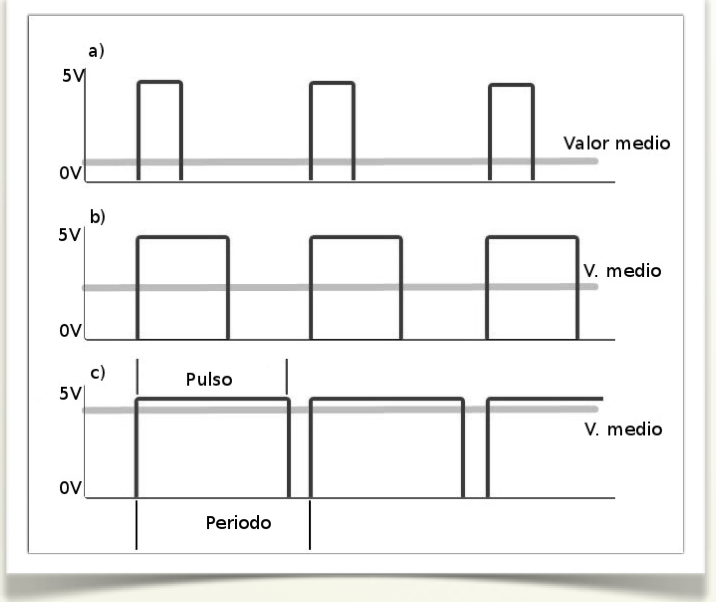 a)
5V
Valor medio
0V
b)
5V
V. medio
0V
c)
Pulso
5V
V. medio
0V
Periodo